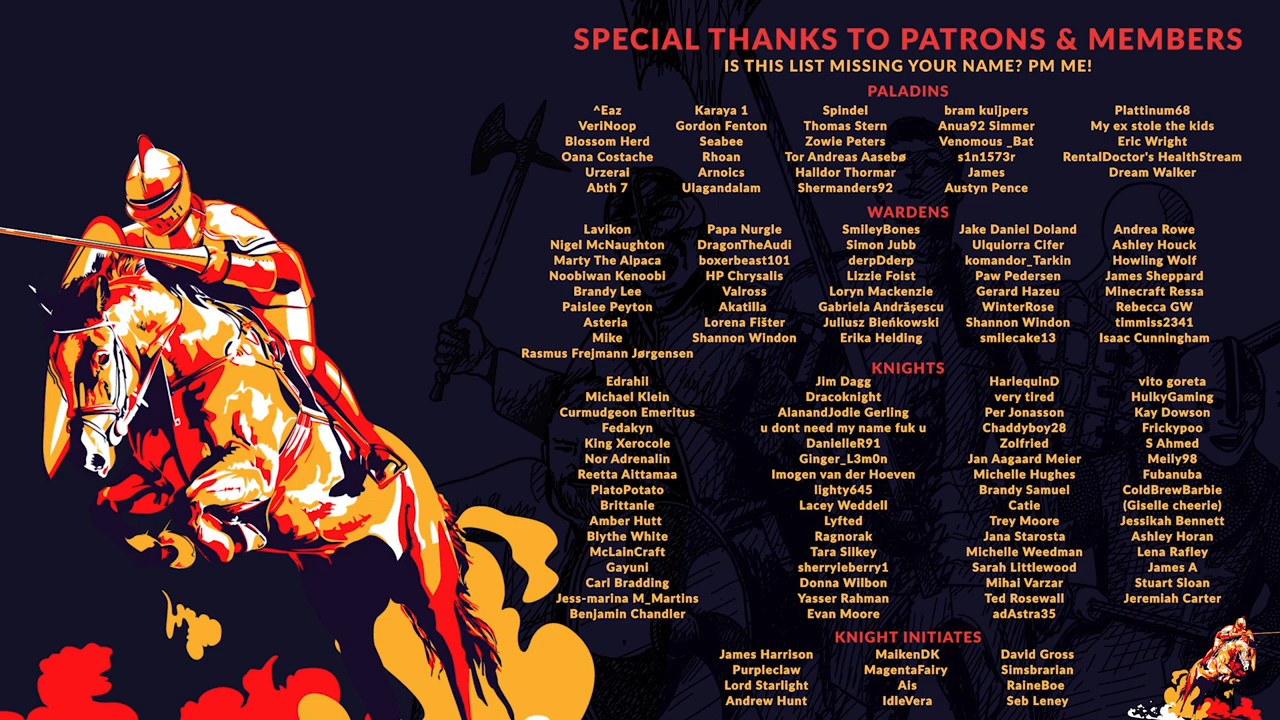 SPECIAL THANKS TO PATRONS & MEMBERS
IS THIS LIST MISSING YOUR NAME? PM ME!
PALADINS
^Eaz Karaya 1 Spindel bram kuijpers Plattinum68
VeriNoop Gordon Fenton Thomas Stern Anua92 Simmer My ex stole the kids
Blossom Herd Seabee Zowie Peters Venomous _Bat Eric Wright
Oana Costache Rhoan Tor Andreas Aasebø s1n1573r RentalDoctor's HealthStream
Urzerai Arnoics Halldor Thormar James Dream Walker
Abth 7 Ulagandalam Shermanders92 Austyn Pence
WARDENS
Lavikon Papa Nurgle SmileyBones Jake Daniel Doland Andrea Rowe
Nigel McNaughton DragonTheAudi Simon Jubb Ulquiorra Cifer Ashley Houck
Marty The Alpaca boxerbeast101 derpDderp komandor_Tarkin Howling Wolf
Noobiwan Kenoobi HP Chrysalis Lizzie Foist Paw Pedersen James Sheppard
Brandy Lee Valross Loryn Mackenzie Gerard Hazeu Minecraft Ressa
Paislee Peyton Akatilla Gabriela Andrășescu WinterRose Rebecca GW
Asteria Lorena Fišter Juliusz Bieńkowski Shannon Windon timmiss2341
Mike Shannon Windon Erika Helding smilecake13 Isaac Cunningham
Rasmus Frejmann Jørgensen
KNIGHTS
Edrahil Jim Dagg HarlequinD vito goreta
Michael Klein Dracoknight very tired HulkyGaming
Curmudgeon Emeritus AlanandJodie Gerling Per Jonasson Kay Dowson
Fedakyn u dont need my name fuk u Chaddyboy28 Frickypoo
King Xerocole DanielleR91 Zolfried S Ahmed
Nor Adrenalin Ginger_L3m0n Jan Aagaard Meier Meily98
Reetta Aittamaa Imogen van der Hoeven Michelle Hughes Fubanuba
PlatoPotato lighty645 Brandy Samuel ColdBrewBarbie
Brittanie Lacey Weddell Catie (Giselle cheerie)
Amber Hutt Lyfted Trey Moore Jessikah Bennett
Blythe White Ragnorak Jana Starosta Ashley Horan
McLainCraft Tara Silkey Michelle Weedman Lena Rafley
Gayuni sherryleberry1 Sarah Littlewood James A
Carl Bradding Donna Wilbon Mihai Varzar Stuart Sloan
Jess-marina M_Martins Yasser Rahman Ted Rosewall Jeremiah Carter
Benjamin Chandler Evan Moore adAstra35
KNIGHT INITIATES
James Harrison MaikenDK David Gross
Purpleclaw MagentaFairy Simsbrarian
Lord Starlight Ais RaineBoe
Andrew Hunt IdleVera Seb Leney